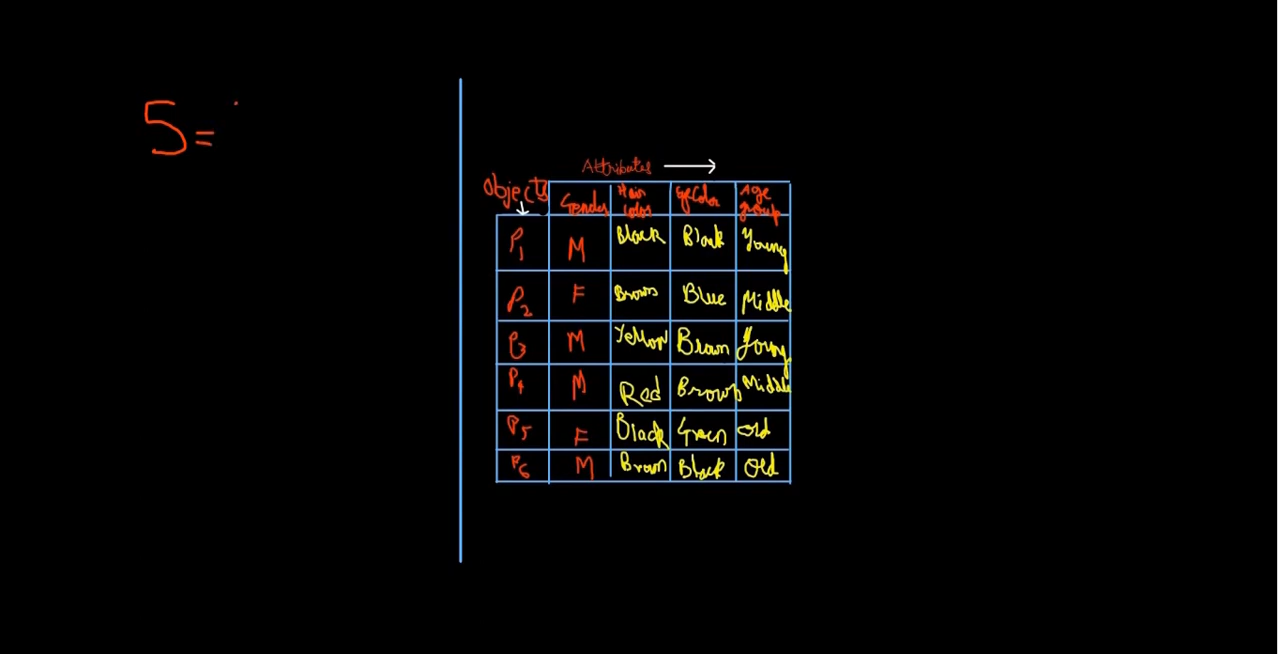 S=
Attributes
Objects Gender Hair color Eye Color Age group
P1 M Black Black Young
P2 F Brown Blue Middle
P3 M Yellow Brown Young
P4 M Red Brown Middle
P5 F Black Green Old
P6 M Brown Black Old